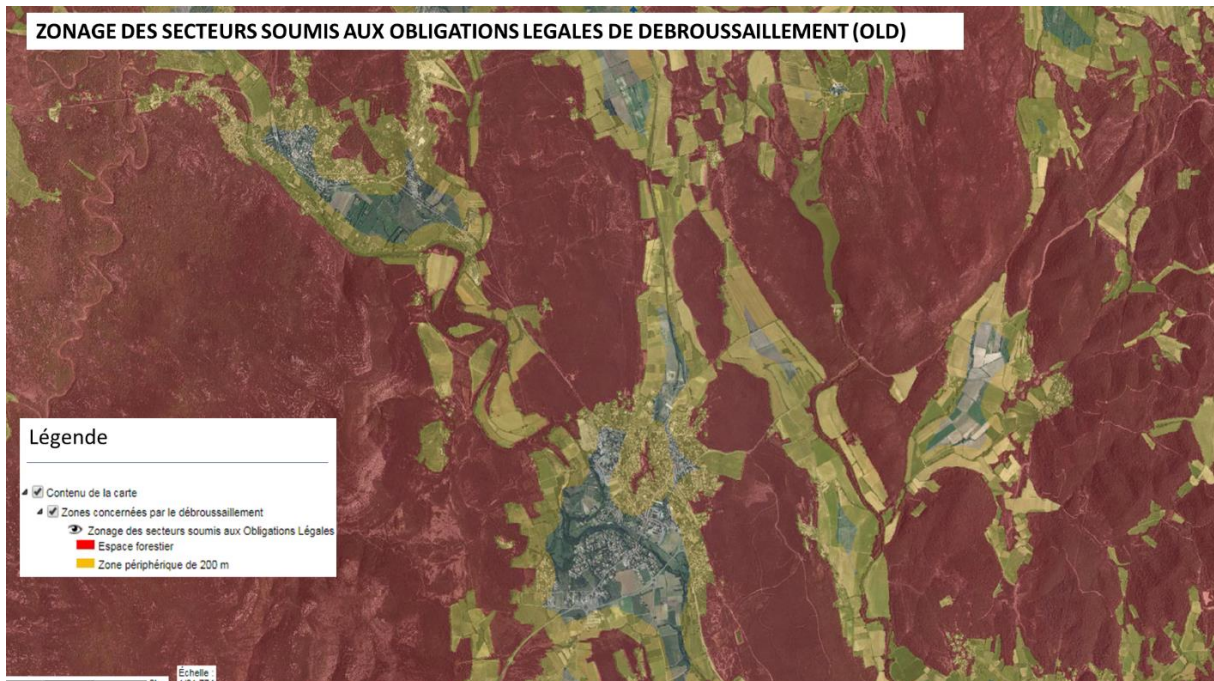 ZONAGE DES SECTEURS SOUMIS AUX OBLIGATIONS LEGALES DE DEBROUSSAILLEMENT (OLD)
Légende
Contenu de la carte
Zones concernées par le débroussaillement
Zonage des secteurs soumis aux Obligations Légales
Espace forestier
Zone périphérique de 200 m
Échelle :